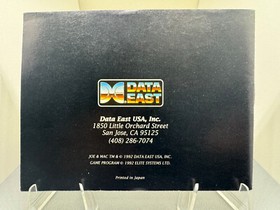 DATA
EAST
Data East USA, Inc.
1850 Little Orchard Street
San Jose, CA 95125
(408) 286-7074
JOE & MAC TM & © 1992 DATA EAST USA, INC.
GAME PROGRAM © 1992 ELITE SYSTEMS LTD.
Printed in Japan